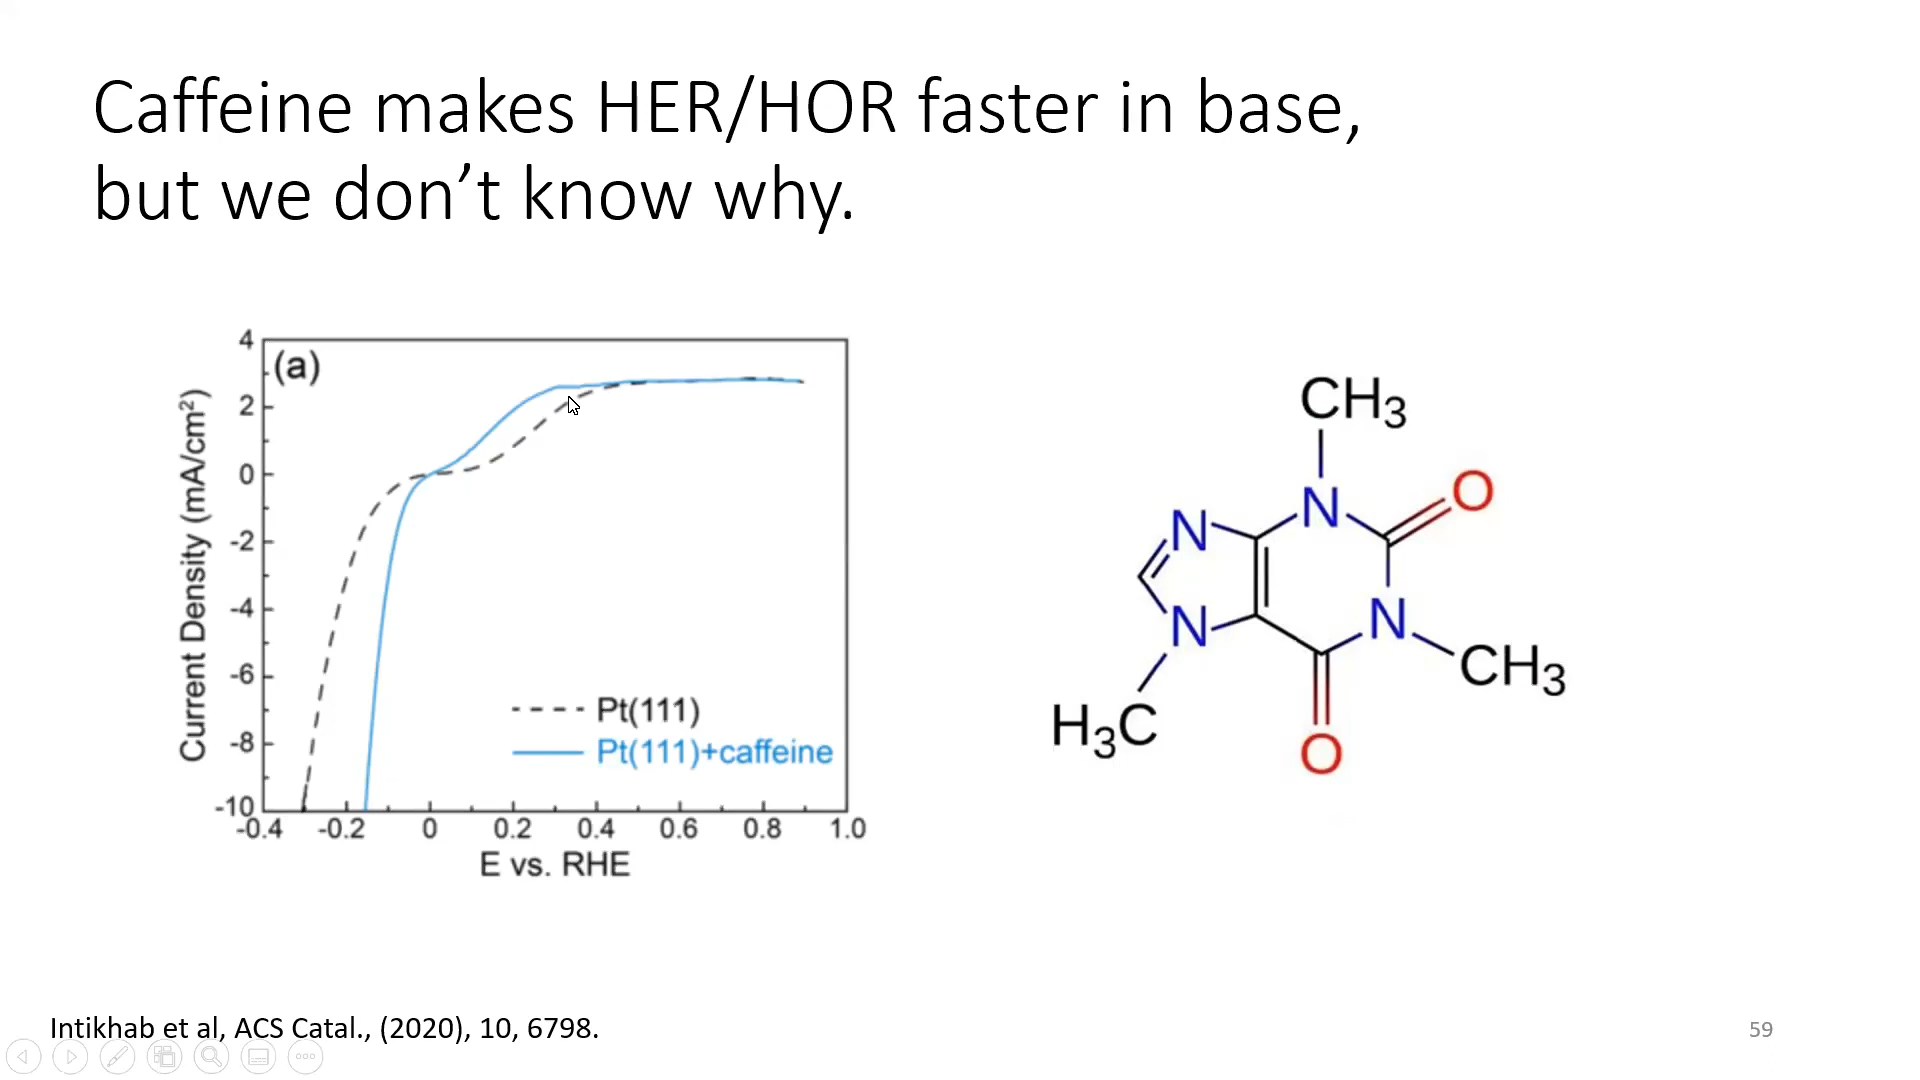 Caffeine makes HER/HOR faster in base,
but we don’t know why.
(a)
Current Density (mA/cm²)
4
2
0
-2
-4
-6
-8
-10
Pt(111)
Pt(111)+caffeine
-0.4 -0.2 0 0.2 0.4 0.6 0.8 1.0
E vs. RHE
CH₃
N
O
N
N
N
CH₃
H₃C
O
Intikhab et al, ACS Catal., (2020), 10, 6798.
59